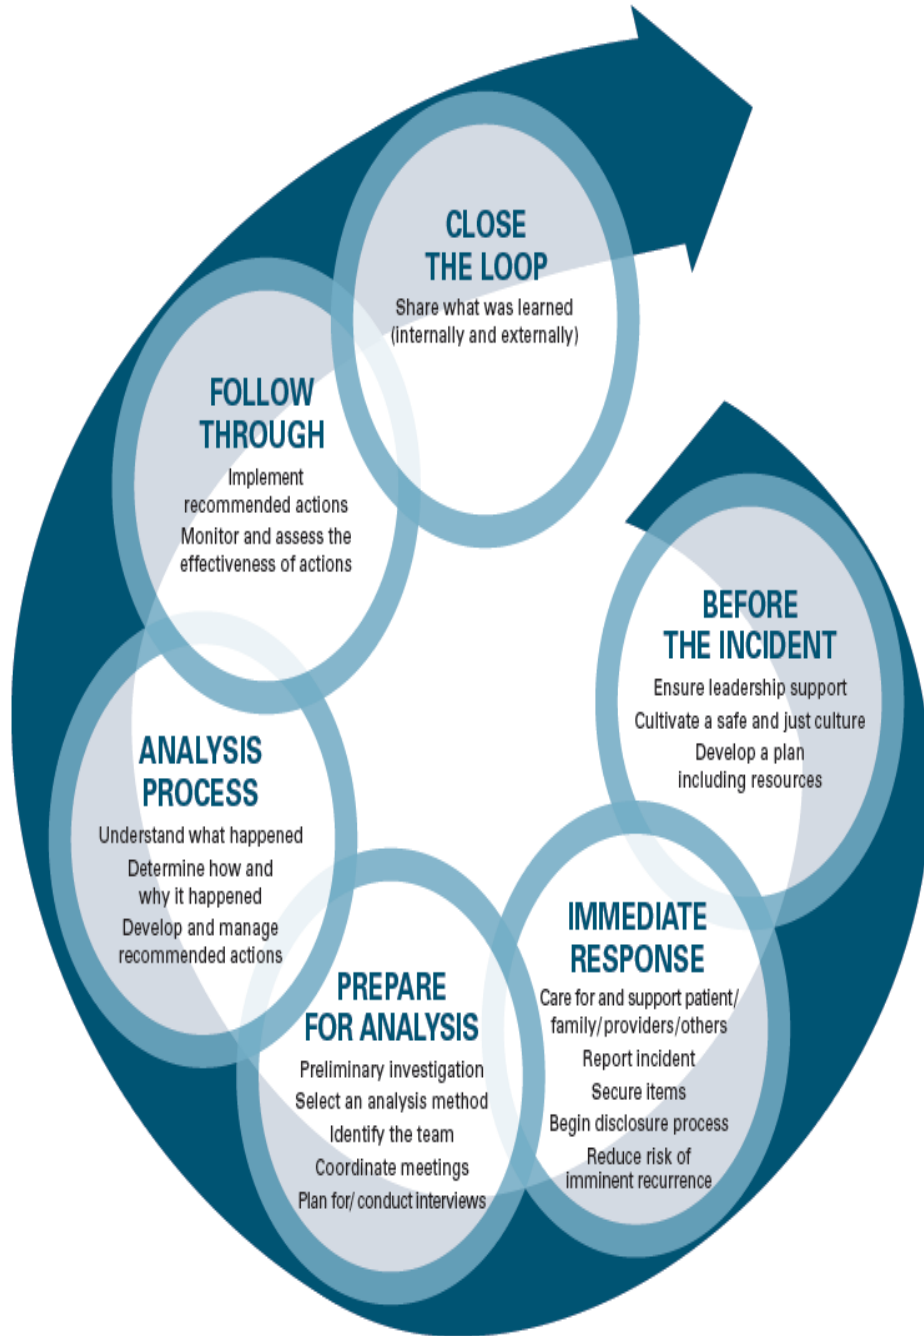 CLOSE
THE LOOP
Share what was learned
(internally and externally)
FOLLOW
THROUGH
Implement
recommended actions
Monitor and assess the
effectiveness of actions
BEFORE
THE INCIDENT
Ensure leadership support
Cultivate a safe and just culture
Develop a plan
including resources
ANALYSIS
PROCESS
Understand what happened
Determine how and
why it happened
Develop and manage
recommended actions
IMMEDIATE
RESPONSE
Care for and support patient/
family/providers/others
Report incident
Secure items
Begin disclosure process
Reduce risk of
imminent recurrence
PREPARE
FOR ANALYSIS
Preliminary investigation
Select an analysis method
Identify the team
Coordinate meetings
Plan for/ conduct interviews